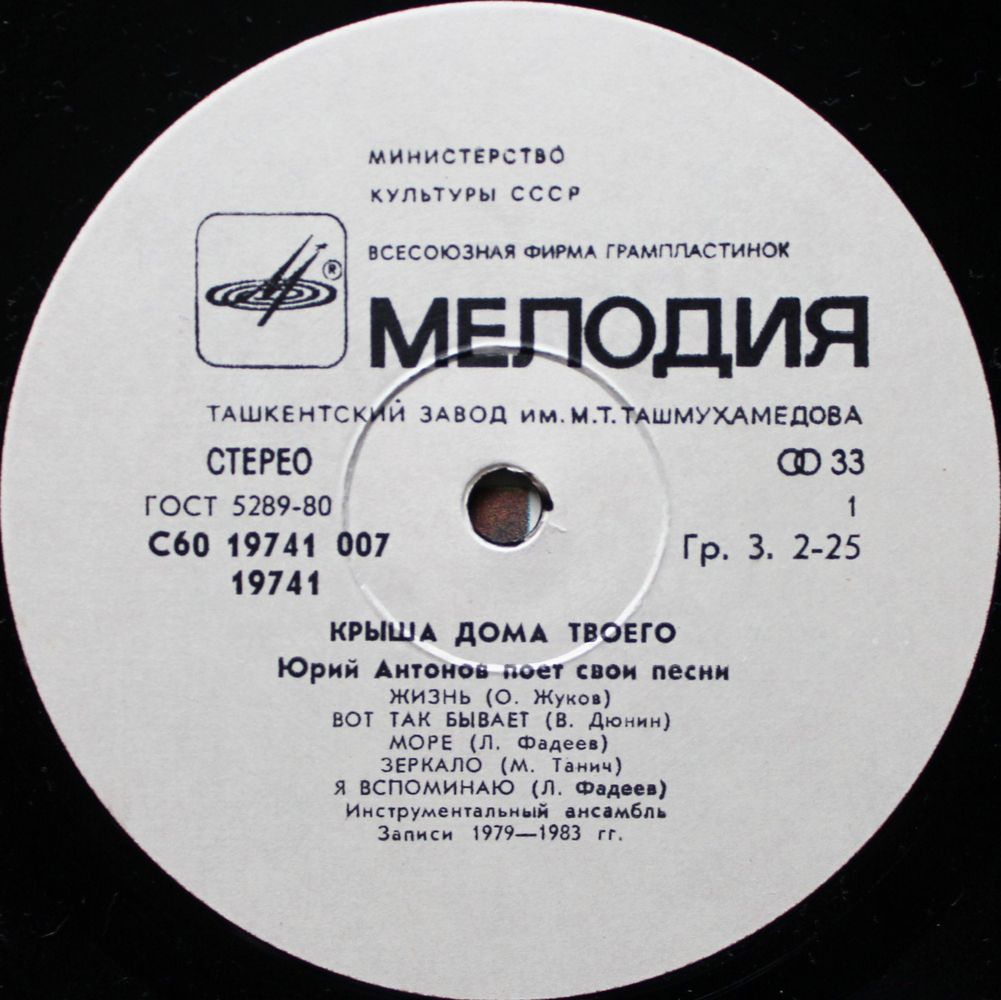 МИНИСТЕРСТВО
КУЛЬТУРЫ СССР
ВСЕСОЮЗНАЯ ФИРМА ГРАМПЛАСТИНОК
®
МЕЛОДИЯ
ТАШКЕНТСКИЙ ЗАВОД им. М.Т. ТАШМУХАМЕДОВА
СТЕРЕО 33
ГОСТ 5289-80 1
С60 19741 007 Гр. 3. 2-25
19741
КРЫША ДОМА ТВОЕГО
Юрий Антонов поет свои песни
ЖИЗНЬ (О. Жуков)
ВОТ ТАК БЫВАЕТ (В. Дюнин)
МОРЕ (Л. Фадеев)
ЗЕРКАЛО (М. Танич)
Я ВСПОМИНАЮ (Л. Фадеев)
Инструментальный ансамбль
Записи 1979—1983 гг.